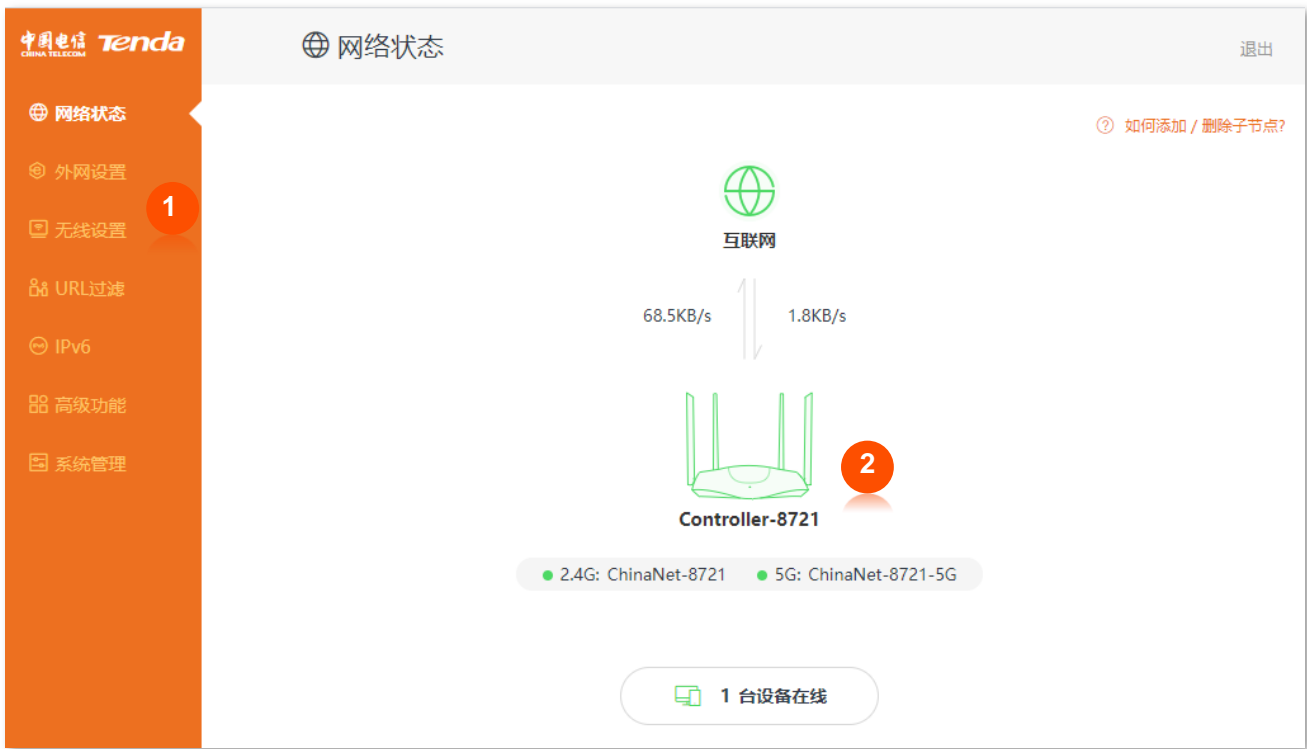 中国电信 Tenda
CHINA TELECOM
网络状态
退出
网络状态
外网设置
1
无线设置
URL过滤
IPv6
高级功能
系统管理
如何添加 / 删除子节点?
互联网
68.5KB/s 1.8KB/s
2
Controller-8721
2.4G: ChinaNet-8721 5G: ChinaNet-8721-5G
1 台设备在线